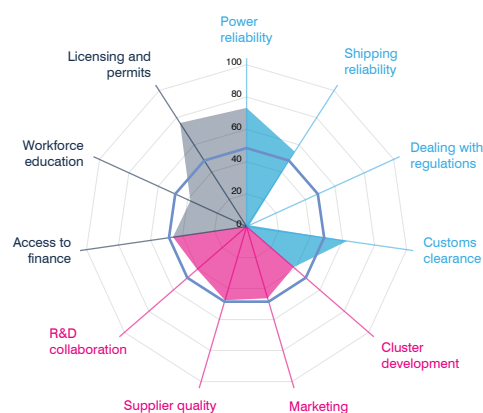 Power
reliability
Shipping
reliability
Dealing with
regulations
Customs
clearance
Cluster
development
Marketing
Supplier quality
R&D
collaboration
Access to
finance
Workforce
education
Licensing and
permits
100
80
60
40
20
0